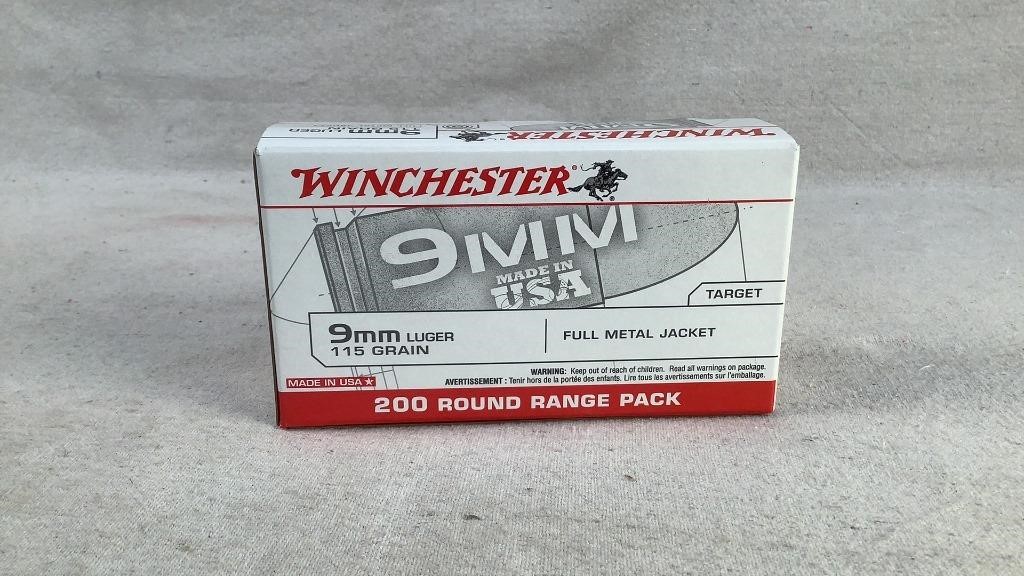 9mm LUGER
WINCHESTER
WINCHESTER®
9MM
MADE IN
USA
TARGET
9mm LUGER
115 GRAIN
FULL METAL JACKET
WARNING: Keep out of reach of children. Read all warnings on package.
AVERTISSEMENT : Tenir hors de la portée des enfants. Lire tous les avertissements sur l'emballage.
MADE IN USA ★
200 ROUND RANGE PACK